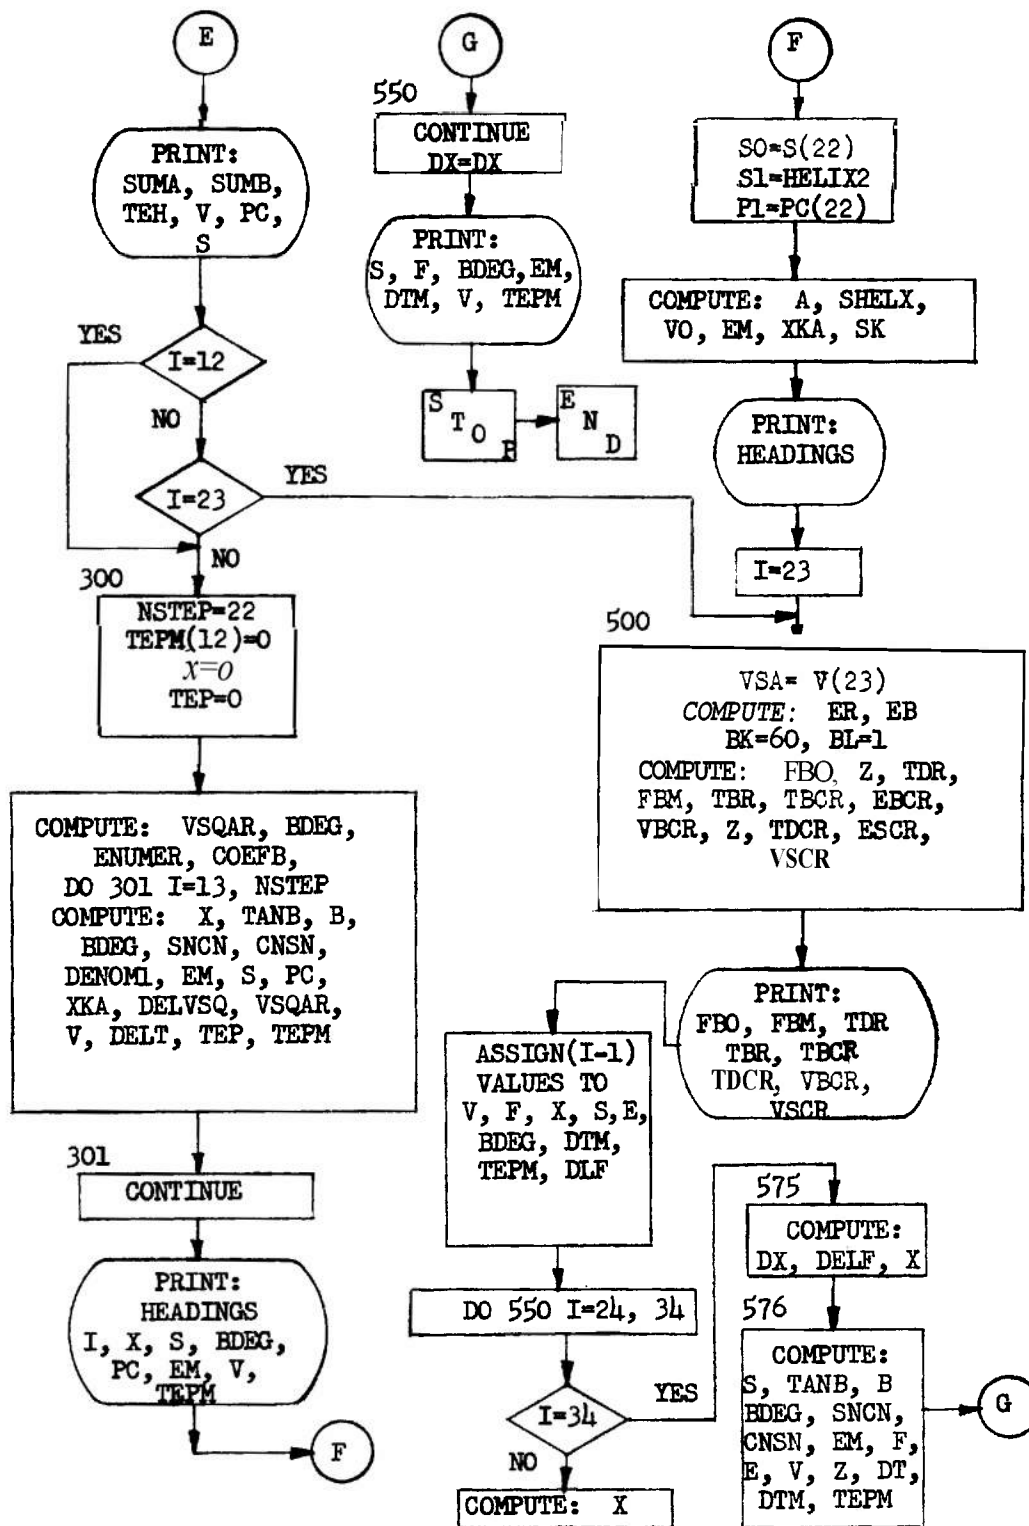 E
PRINT:
SUMA, SUMB,
TEH, V, PC,
S
YES
I=12
NO
I=23
YES
NO
300
NSTEP=22
TEPM(12)=0
X=0
TEP=0
COMPUTE: VSQAR, BDEG,
ENUMER, COEFB,
DO 301 I=13, NSTEP
COMPUTE: X, TANB, B,
BDEG, SNCN, CNSN,
DENOM1, EM, S, PC,
XKA, DELVSQ, VSQAR,
V, DELT, TEP, TEPM
301
CONTINUE
PRINT:
HEADINGS
I, X, S, BDEG,
PC, EM, V,
TEPM
F
G
550
CONTINUE
DX=DX
PRINT:
S, F, BDEG, EM,
DTM, V, TEPM
STOP
END
F
SO=S(22)
S1=HELIX2
P1=PC(22)
COMPUTE: A, SHELX,
VO, EM, XKA, SK
PRINT:
HEADINGS
I=23
500
VSA= V(23)
COMPUTE: ER, EB
BK=60, BL=1
COMPUTE: FBO, Z, TDR,
FBM, TBR, TBCR, EBCR,
VBCR, Z, TDCR, ESCR,
VSCR
PRINT:
FBO, FBM, TDR
TBR, TBCR
TDCR, VBCR,
VSCR
ASSIGN(I-1)
VALUES TO
V, F, X, S, E,
BDEG, DTM,
TEPM, DLF
DO 550 I=24, 34
I=34
YES
NO
COMPUTE: X
575
COMPUTE:
DX, DELF, X
576
COMPUTE:
S, TANB, B
BDEG, SNCN,
CNSN, EM, F,
E, V, Z, DT,
DTM, TEPM
G